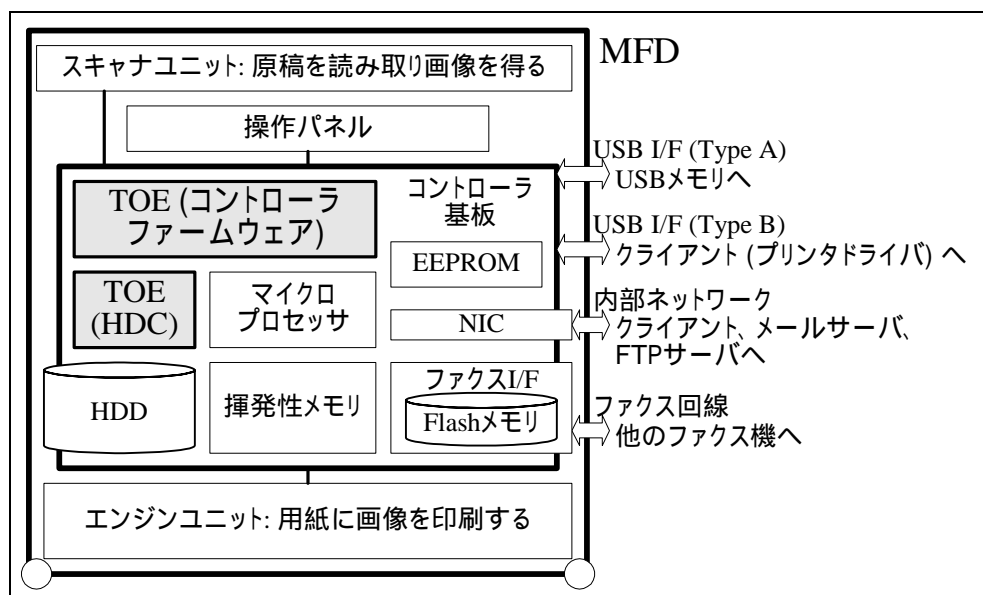 MFD
スキャナユニット: 原稿を読み取り画像を得る
操作パネル
TOE (コントローラ
ファームウェア)
コントローラ
基板
EEPROM
TOE
(HDC)
マイクロ
プロセッサ
NIC
HDD
揮発性メモリ
ファクスI/F
Flashメモリ
エンジンユニット: 用紙に画像を印刷する
USB I/F (Type A)
USBメモリへ
USB I/F (Type B)
クライアント (プリンタドライバ) へ
内部ネットワーク
クライアント、メールサーバ、
FTPサーバへ
ファクス回線
他のファクス機へ